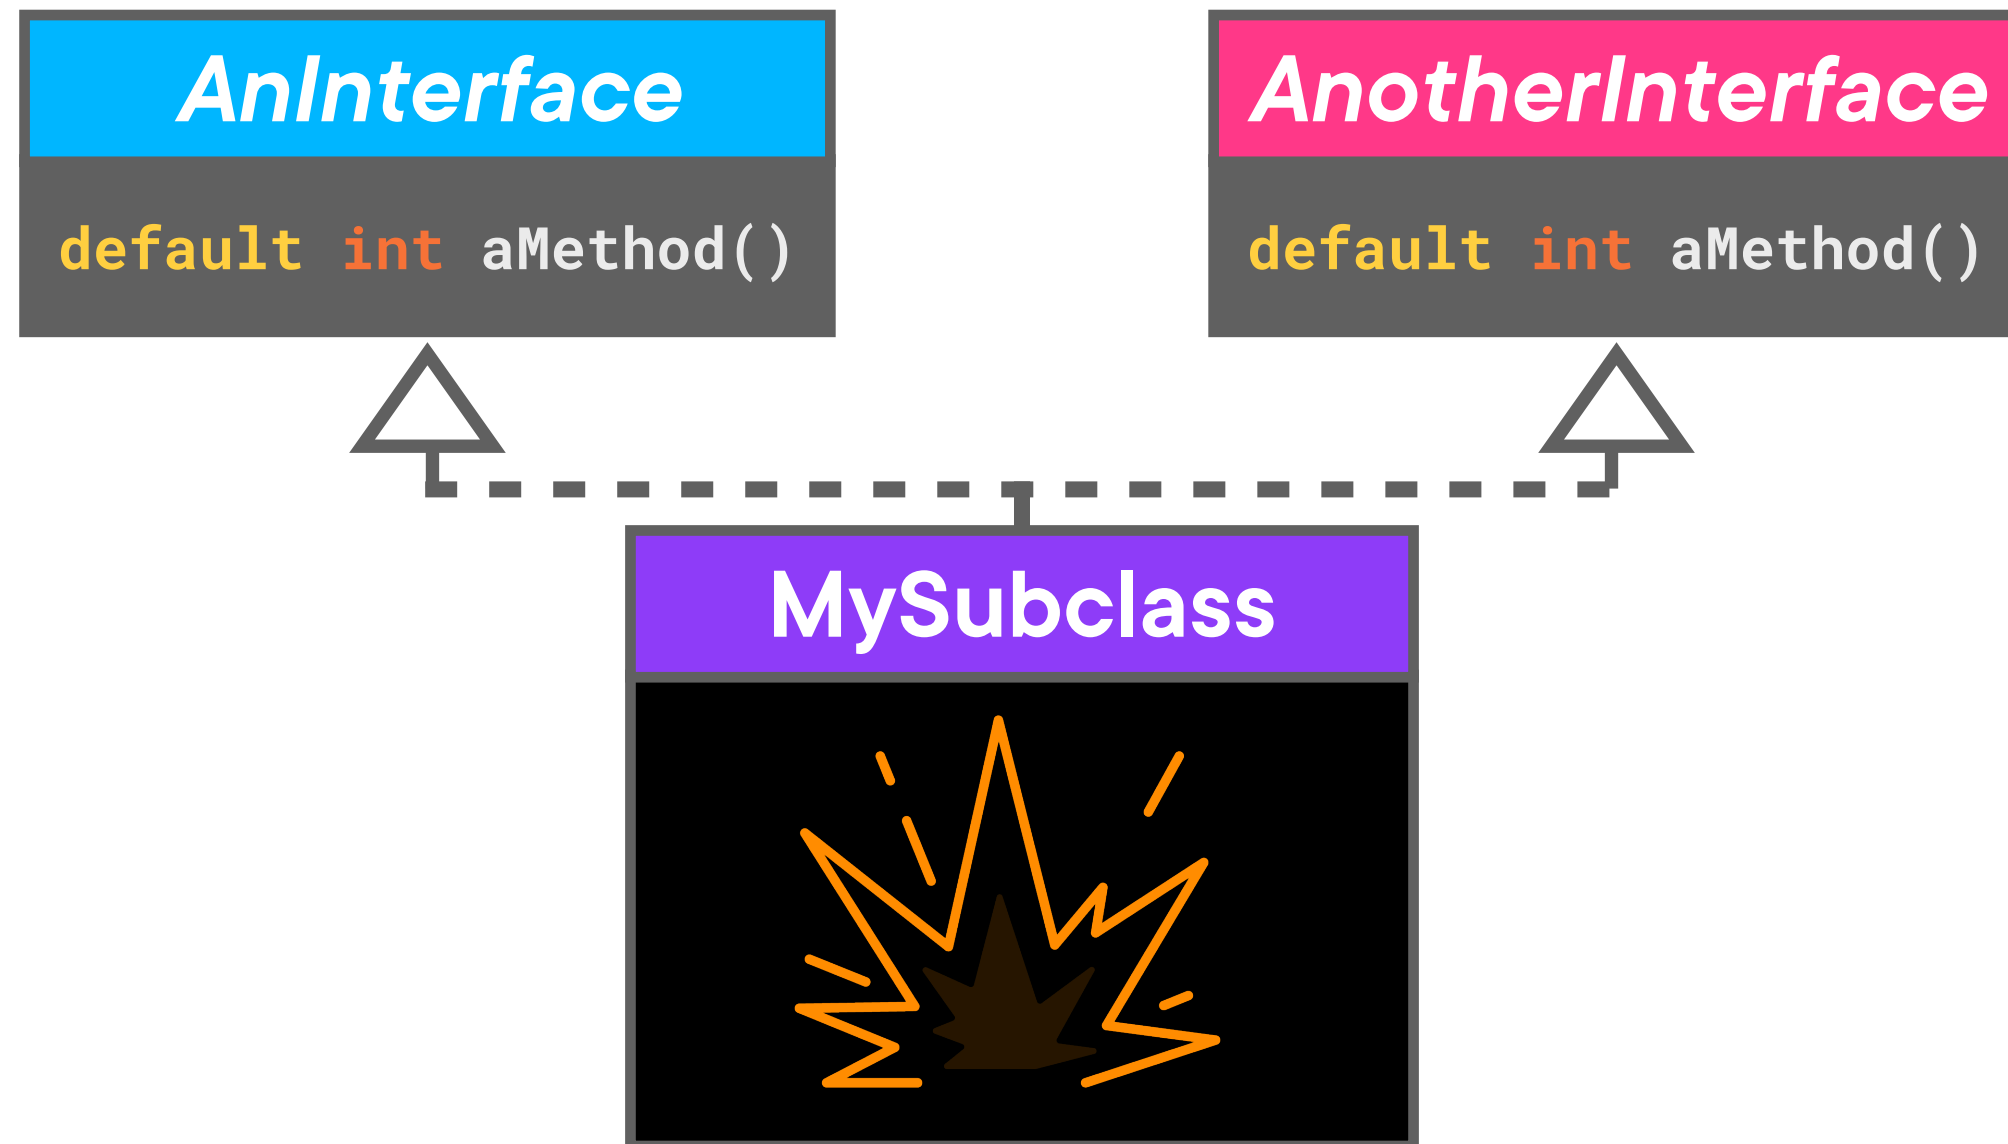 AnInterface
default int aMethod()
AnotherInterface
default int aMethod()
MySubclass